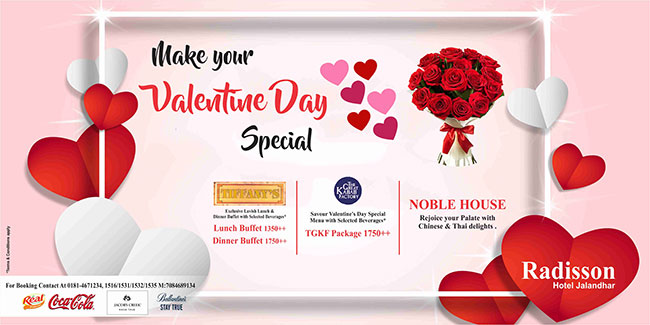 Make your
Valentine Day
Special
TIFFANY'S
Exclusive Lavish Lunch &
Dinner Buffet with Selected Beverages*
Lunch Buffet 1350++
Dinner Buffet 1750++
THE GREAT KABAB FACTORY
Savour Valentine's Day Special
Menu with Selected Beverages*
TGKF Package 1750++
NOBLE HOUSE
Rejoice your Palate with
Chinese & Thai delights .
*Terms & Conditions apply
For Booking Contact At 0181-4671234, 1516/1531/1532/1535 M:7084689134
Réal
Coca-Cola
JACOB'S CREEK
Ballantine's
STAY TRUE
Radisson
Hotel Jalandhar